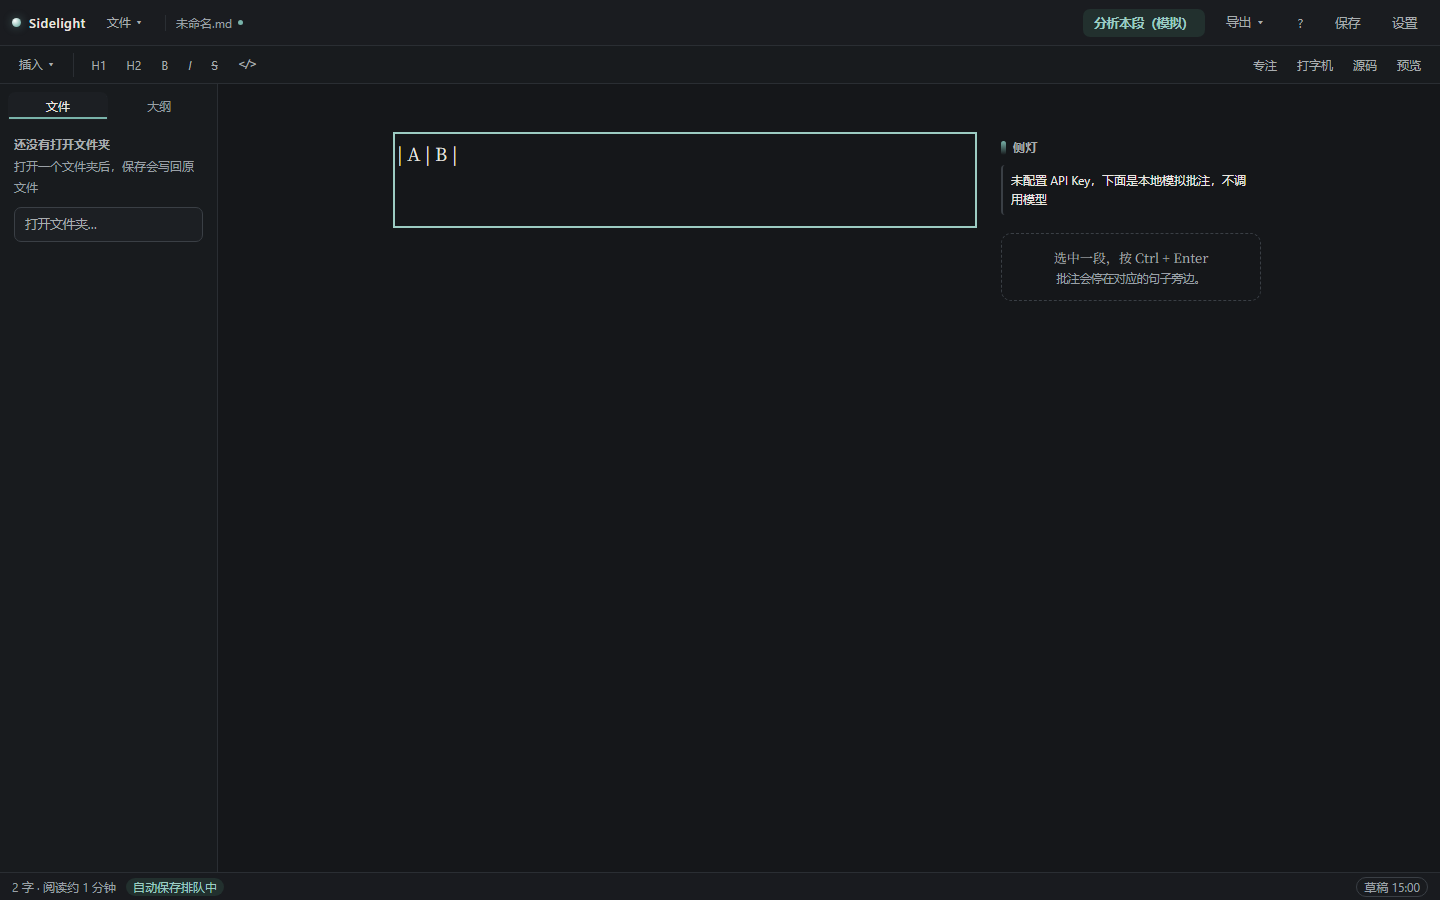 Sidelight 文件 未命名.md 分析本段（模拟） 导出 ? 保存 设置
插入 H1 H2 B I S </> 专注 打字机 源码 预览
文件 大纲
还没有打开文件夹
打开一个文件夹后，保存会写回原
文件
打开文件夹...
| A | B |
侧灯
未配置 API Key，下面是本地模拟批注，不调
用模型
选中一段，按 Ctrl + Enter
批注会停在对应的句子旁边。
2 字 · 阅读约 1 分钟 自动保存排队中 草稿 15:00